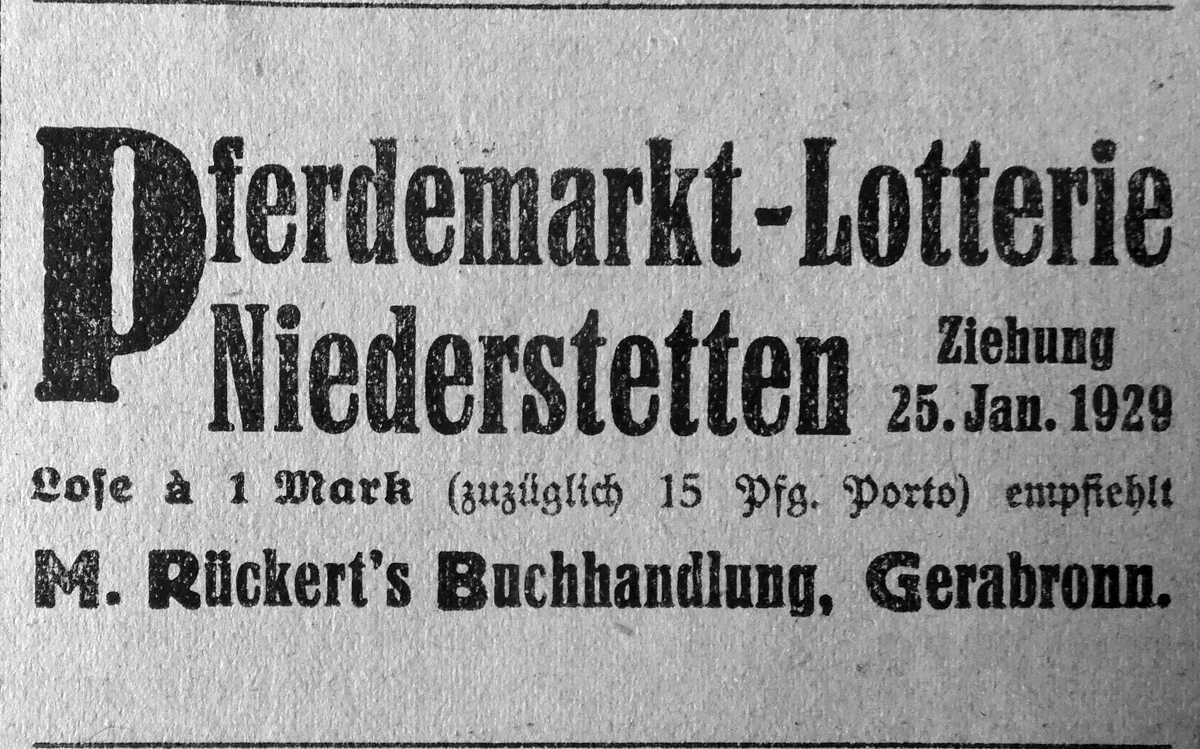 Pferdemarkt-Lotterie
Niederstetten
Ziehung
25. Jan. 1929
Lose à 1 Mark (zuzüglich 15 Pfg. Porto) empfiehlt
M. Rückert's Buchhandlung, Gerabronn.